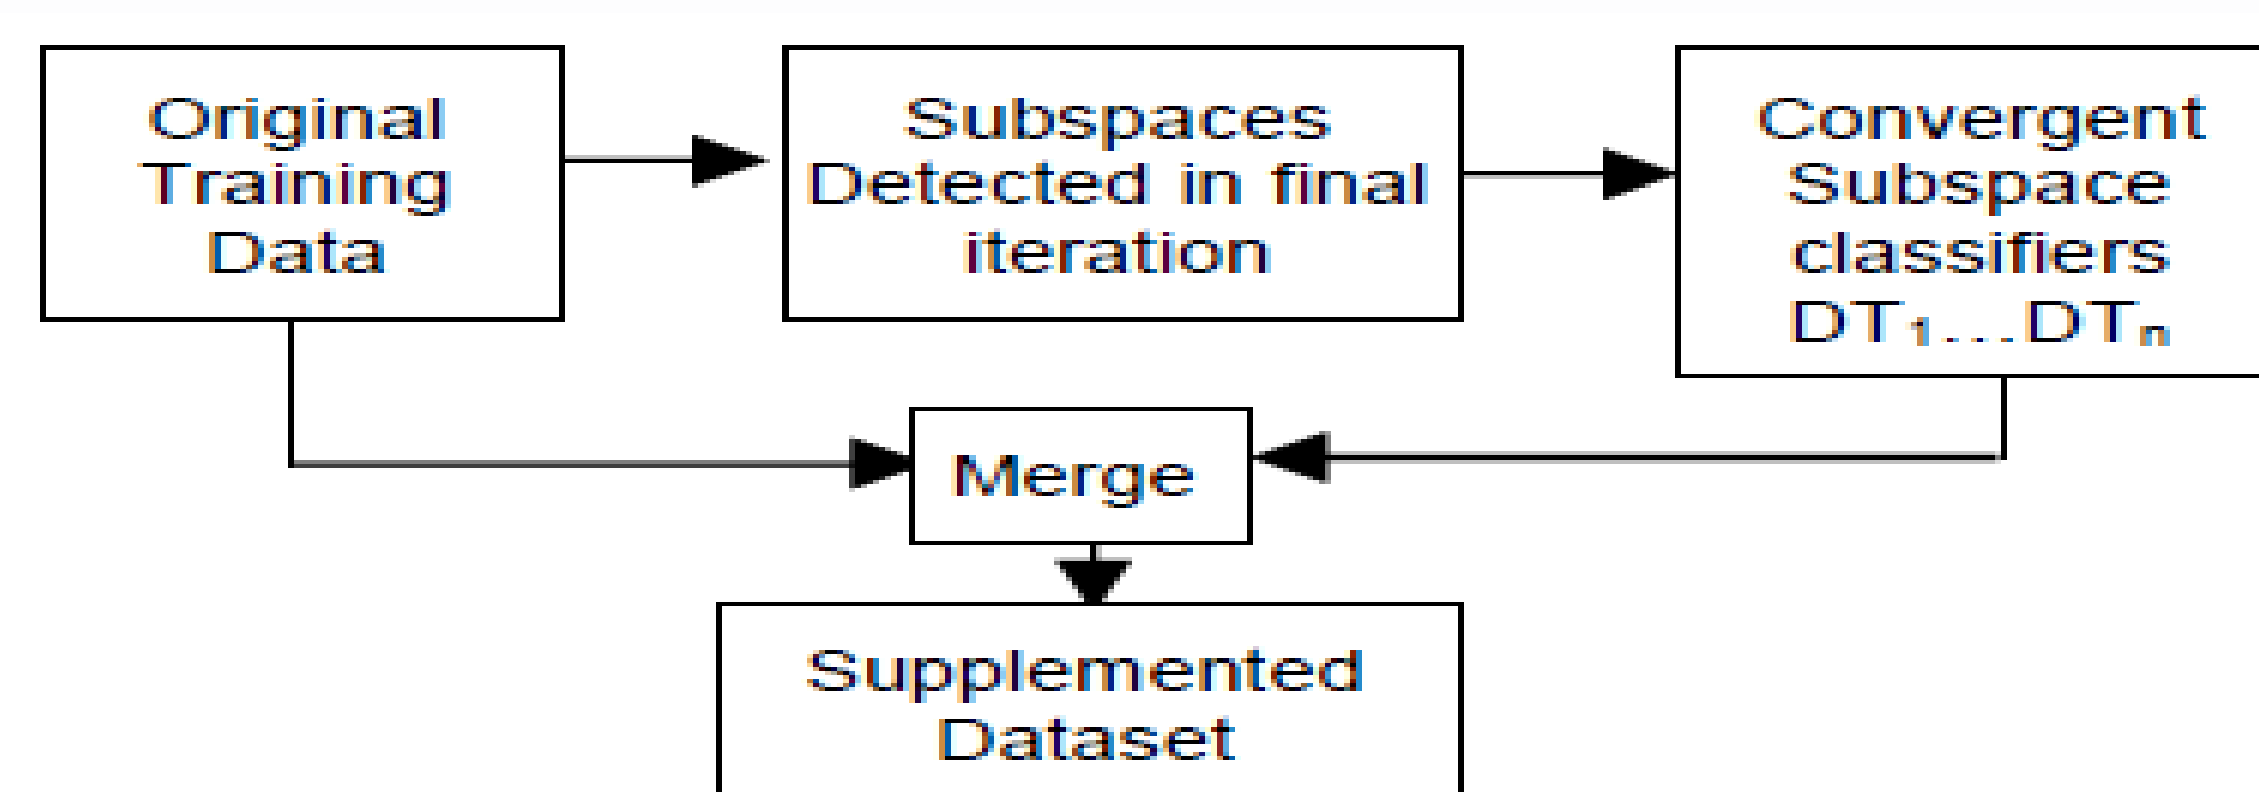 Original
Training
Data
Subspaces
Detected in final
iteration
Convergent
Subspace
classifiers
DT₁...DTₙ
Merge
Supplemented
Dataset